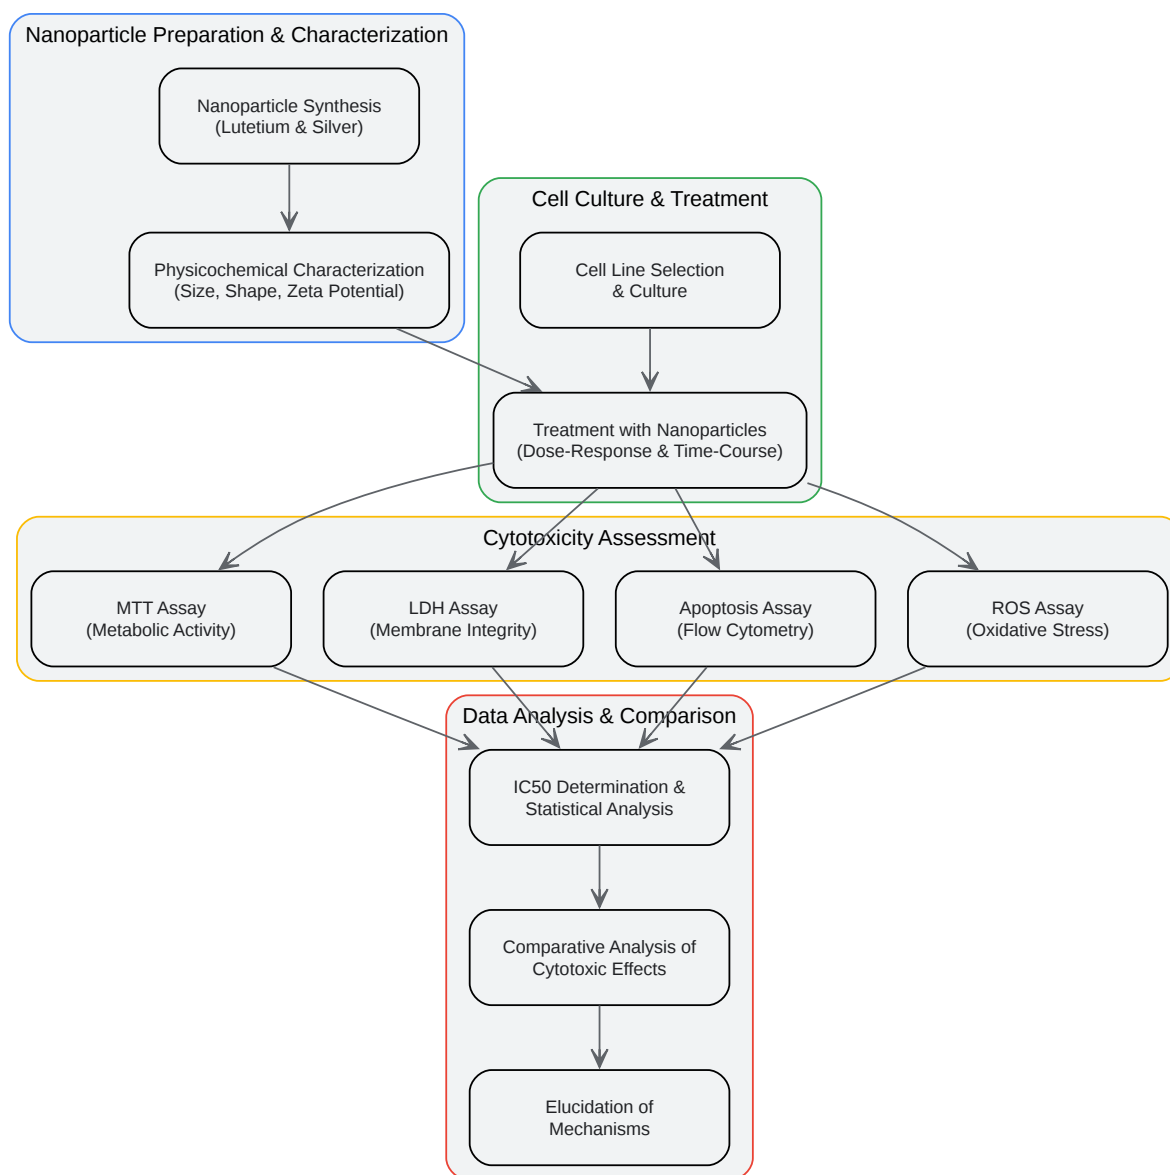 Nanoparticle Preparation & Characterization
Nanoparticle Synthesis
(Lutetium & Silver)
Physicochemical Characterization
(Size, Shape, Zeta Potential)
Cell Culture & Treatment
Cell Line Selection
& Culture
Treatment with Nanoparticles
(Dose-Response & Time-Course)
Cytotoxicity Assessment
MTT Assay
(Metabolic Activity)
LDH Assay
(Membrane Integrity)
Apoptosis Assay
(Flow Cytometry)
ROS Assay
(Oxidative Stress)
Data Analysis & Comparison
IC50 Determination &
Statistical Analysis
Comparative Analysis of
Cytotoxic Effects
Elucidation of
Mechanisms